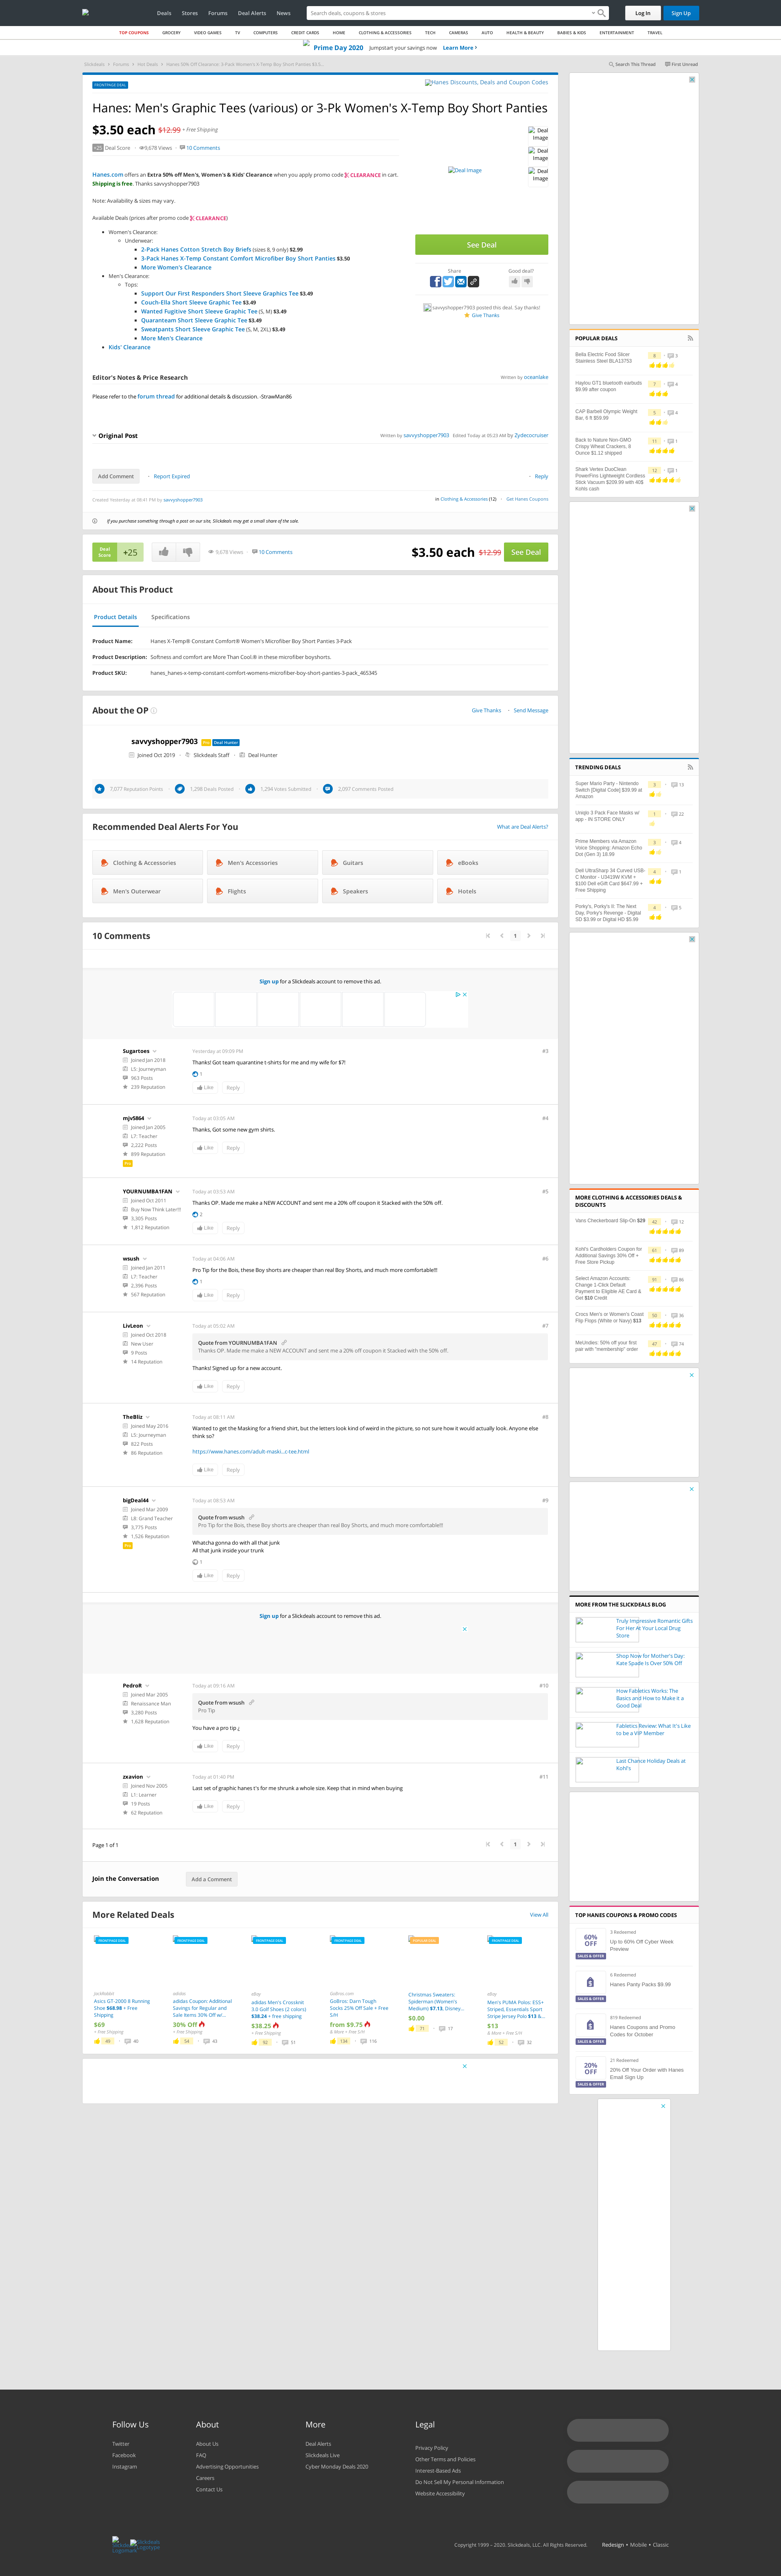 Deals
Stores
Forums
Deal Alerts
News
Search deals, coupons & stores
Log In
Sign Up
TOP COUPONS
GROCERY
VIDEO GAMES
TV
COMPUTERS
CREDIT CARDS
HOME
CLOTHING & ACCESSORIES
TECH
CAMERAS
AUTO
HEALTH & BEAUTY
BABIES & KIDS
ENTERTAINMENT
TRAVEL
Prime Day 2020 Jumpstart your savings now Learn More
Slickdeals > Forums > Hot Deals > Hanes 50% Off Clearance: 3-Pack Women's X-Temp Boy Short Panties $3.5...
Search This Thread
First Unread
FRONTPAGE DEAL
Hanes Discounts, Deals and Coupon Codes
Hanes: Men's Graphic Tees (various) or 3-Pk Women's X-Temp Boy Short Panties
$3.50 each $12.99 + Free Shipping
+25 Deal Score 9,678 Views 10 Comments
Deal Image
Deal Image
Deal Image
Deal Image
Hanes.com offers an Extra 50% off Men's, Women's & Kids' Clearance when you apply promo code CLEARANCE in cart. Shipping is free. Thanks savvyshopper7903
Note: Availability & sizes may vary.
Available Deals (prices after promo code CLEARANCE)
Women's Clearance:
Underwear:
2-Pack Hanes Cotton Stretch Boy Briefs (sizes 8, 9 only) $2.99
3-Pack Hanes X-Temp Constant Comfort Microfiber Boy Short Panties $3.50
More Women's Clearance
Men's Clearance:
Tops:
Support Our First Responders Short Sleeve Graphics Tee $3.49
Couch-Ella Short Sleeve Graphic Tee $3.49
Wanted Fugitive Short Sleeve Graphic Tee (S, M) $3.49
Quaranteam Short Sleeve Graphic Tee $3.49
Sweatpants Short Sleeve Graphic Tee (S, M, 2XL) $3.49
More Men's Clearance
Kids' Clearance
See Deal
Share
Good deal?
savvyshopper7903 posted this deal. Say thanks!
Give Thanks
Editor's Notes & Price Research
Written by oceanlake
Please refer to the forum thread for additional details & discussion. -StrawMan86
Original Post
Written by savvyshopper7903 Edited Today at 05:23 AM by Zydecocruiser
Add Comment
Report Expired
Reply
Created Yesterday at 08:41 PM by savvyshopper7903
in Clothing & Accessories (12)
Get Hanes Coupons
If you purchase something through a post on our site, Slickdeals may get a small share of the sale.
Deal Score +25
9,678 Views
10 Comments
$3.50 each $12.99 See Deal
About This Product
Product Details
Specifications
Product Name: Hanes X-Temp® Constant Comfort® Women's Microfiber Boy Short Panties 3-Pack
Product Description: Softness and comfort are More Than Cool.® in these microfiber boyshorts.
Product SKU: hanes_hanes-x-temp-constant-comfort-womens-microfiber-boy-short-panties-3-pack_465345
About the OP
Give Thanks
Send Message
savvyshopper7903 Pro Deal Hunter
Joined Oct 2019
Slickdeals Staff
Deal Hunter
7,077 Reputation Points
1,298 Deals Posted
1,294 Votes Submitted
2,097 Comments Posted
Recommended Deal Alerts For You
What are Deal Alerts?
Clothing & Accessories
Men's Accessories
Guitars
eBooks
Men's Outerwear
Flights
Speakers
Hotels
10 Comments
1
Sign up for a Slickdeals account to remove this ad.
Sugartoes
Joined Jan 2018
L5: Journeyman
963 Posts
239 Reputation
Yesterday at 09:09 PM
#3
Thanks! Got team quarantine t-shirts for me and my wife for $7!
1
Like
Reply
mjv5864
Joined Jan 2005
L7: Teacher
2,222 Posts
899 Reputation
Pro
Today at 03:05 AM
#4
Thanks, Got some new gym shirts.
Like
Reply
YOURNUMBA1FAN
Joined Oct 2011
Buy Now Think Later!!!
3,305 Posts
1,812 Reputation
Today at 03:53 AM
#5
Thanks OP. Made me make a NEW ACCOUNT and sent me a 20% off coupon it Stacked with the 50% off.
2
Like
Reply
wsush
Joined Jan 2011
L7: Teacher
2,396 Posts
567 Reputation
Today at 04:06 AM
#6
Pro Tip for the Bois, these Boy shorts are cheaper than real Boy Shorts, and much more comfortable!!!
1
Like
Reply
LivLeon
Joined Oct 2018
New User
9 Posts
14 Reputation
Today at 05:02 AM
#7
Quote from YOURNUMBA1FAN
Thanks OP. Made me make a NEW ACCOUNT and sent me a 20% off coupon it Stacked with the 50% off.
Thanks! Signed up for a new account.
Like
Reply
TheBliz
Joined May 2016
L5: Journeyman
822 Posts
86 Reputation
Today at 08:11 AM
#8
Wanted to get the Masking for a friend shirt, but the letters look kind of weird in the picture, so not sure how it would actually look. Anyone else think so?
https://www.hanes.com/adult-maski...c-tee.html
Like
Reply
bigDeal44
Joined Mar 2009
L8: Grand Teacher
3,775 Posts
1,526 Reputation
Pro
Today at 08:53 AM
#9
Quote from wsush
Pro Tip for the Bois, these Boy shorts are cheaper than real Boy Shorts, and much more comfortable!!!
Whatcha gonna do with all that junk
All that junk inside your trunk
1
Like
Reply
Sign up for a Slickdeals account to remove this ad.
PedroR
Joined Mar 2005
Renaissance Man
3,280 Posts
1,628 Reputation
Today at 09:16 AM
#10
Quote from wsush
Pro Tip
You have a pro tip¿
Like
Reply
zxavion
Joined Nov 2005
L1: Learner
19 Posts
62 Reputation
Today at 01:40 PM
#11
Last set of graphic hanes t's for me shrunk a whole size. Keep that in mind when buying
Like
Reply
Page 1 of 1
1
Join the Conversation
Add a Comment
More Related Deals
View All
FRONTPAGE DEAL
JackRabbit
Asics GT-2000 8 Running Shoe $68.98 + Free Shipping
$69
+ Free Shipping
69 40
FRONTPAGE DEAL
adidas
adidas Coupon: Additional Savings for Regular and Sale Items 30% Off w/...
30% Off
+ Free Shipping
54 43
FRONTPAGE DEAL
eBay
adidas Men's Crossknit 3.0 Golf Shoes (2 colors) $38.24 + free shipping
$38.25
+ Free Shipping
92 51
FRONTPAGE DEAL
GoBros.com
GoBros: Darn Tough Socks 25% Off Sale + Free S/H
from $9.75
& More + Free S/H
134 116
Christmas Sweaters: Spiderman (Women's Medium) $7.13, Disney...
$0.00
71 17
FRONTPAGE DEAL
eBay
Men's PUMA Polos: ESS+ Striped: Essentials Sport Stripe Jersey Polo $13 &...
$13
& More + Free S/H
52 32
POPULAR DEALS
Bella Electric Food Slicer Stainless Steel BLA13753
8 3
Haylou GT1 bluetooth earbuds $9.99 after coupon
7 4
CAP Barbell Olympic Weight Bar, 6 ft $59.99
5 4
Back to Nature Non-GMO Crispy Wheat Crackers, 8 Ounce $1.12 shipped
11 1
Shark Vertex DuoClean PowerFins Lightweight Cordless Stick Vacuum $209.99 with 40$ Kohls cash
12 1
TRENDING DEALS
Super Mario Party - Nintendo Switch [Digital Code] $39.99 at Amazon
3 13
Uniqlo 3 Pack Face Masks w/ app - IN STORE ONLY
1 22
Prime Members via Amazon Voice Shopping: Amazon Echo Dot (Gen 3) 18.99
3 4
Dell UltraSharp 34 Curved USB-C Monitor - U3419W KVM + $100 Dell eGift Card $647.99 + Free Shipping
4 1
Porky's, Porky's II: The Next Day, Porky's Revenge - Digital SD $3.99 or Digital HD $5.99
4 5
MORE CLOTHING & ACCESSORIES DEALS & DISCOUNTS
Vans Checkerboard Slip-On $29
42 12
Kohl's Cardholders Coupon for Additional Savings 30% Off + Free Store Pickup
61 89
Select Amazon Accounts: Change 1-Click Default Payment to Eligible AE Card & Get $10 Credit
91 86
Crocs Men's or Women's Coast Flip Flops (White or Navy) $13
50 36
MeUndies: 50% off your first pair with "membership" order
47 74
MORE FROM THE SLICKDEALS BLOG
Truly Impressive Romantic Gifts For Her At Your Local Drug Store
Shop Now for Mother's Day: Kate Spade Is Over 50% Off!
How Fabletics Works: The Basics and How to Make it a Good Deal
Fabletics Review: What It's Like to be a VIP Member
Last Chance Holiday Deals at Kohl's
TOP HANES COUPONS & PROMO CODES
60% OFF
SALES & OFFER
3 Redeemed
Up to 60% Off Cyber Week Preview
SALES & OFFER
6 Redeemed
Hanes Panty Packs $9.99
SALES & OFFER
819 Redeemed
Hanes Coupons and Promo Codes for October
20% OFF
SALES & OFFER
21 Redeemed
20% Off Your Order with Hanes Email Sign Up
Follow Us
Twitter
Facebook
Instagram
About
About Us
FAQ
Advertising Opportunities
Careers
Contact Us
More
Deal Alerts
Slickdeals Live
Cyber Monday Deals 2020
Legal
Privacy Policy
Other Terms and Policies
Interest-Based Ads
Do Not Sell My Personal Information
Website Accessibility
Slickdeals Logomark
Slickdeals Logotype
Copyright 1999 - 2020, Slickdeals, LLC. All Rights Reserved.
Redesign • Mobile • Classic